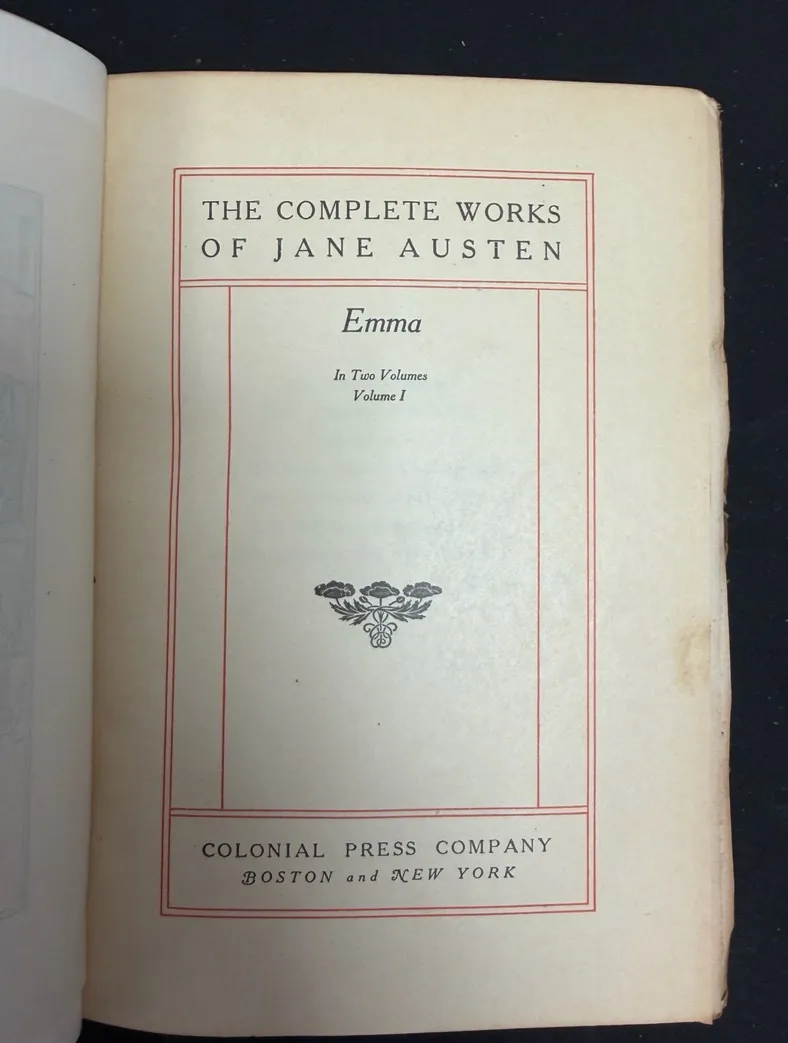 THE COMPLETE WORKS
OF JANE AUSTEN
Emma
In Two Volumes
Volume I
COLONIAL PRESS COMPANY
BOSTON and NEW YORK